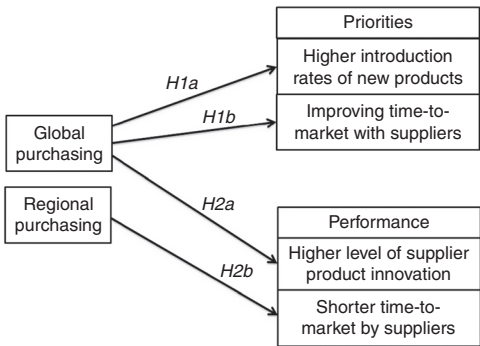 Priorities
Higher introduction
rates of new products
Improving time-to-
market with suppliers
H1a
H1b
Global
purchasing
Regional
purchasing
H2a
H2b
Performance
Higher level of supplier
product innovation
Shorter time-to-
market by suppliers